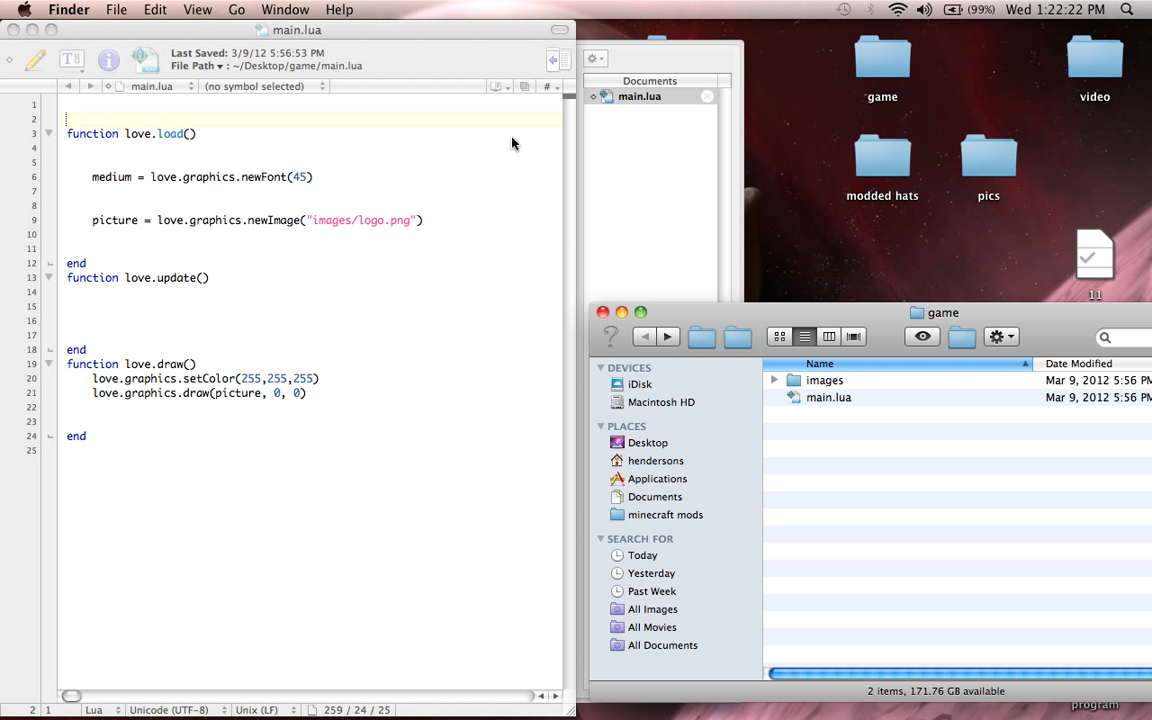 Finder File Edit View Go Window Help (99%) Wed 1:22:22 PM
main.lua
Last Saved: 3/9/12 5:56:53 PM
File Path ▾ : ~/Desktop/game/main.lua
main.lua (no symbol selected) #
1
2
3 function love.load()
4
5
6 medium = love.graphics.newFont(45)
7
8
9 picture = love.graphics.newImage("images/logo.png")
10
11
12 end
13 function love.update()
14
15
16
17
18 end
19 function love.draw()
20 love.graphics.setColor(255,255,255)
21 love.graphics.draw(picture, 0, 0)
22
23
24 end
25
2 1 Lua Unicode (UTF-8) Unix (LF) 259 / 24 / 25
Documents
main.lua
game
video
modded hats
pics
11
game
Name Date Modified
images Mar 9, 2012 5:56 PM
main.lua Mar 9, 2012 5:56 PM
DEVICES
iDisk
Macintosh HD
PLACES
Desktop
hendersons
Applications
Documents
minecraft mods
SEARCH FOR
Today
Yesterday
Past Week
All Images
All Movies
All Documents
2 items, 171.76 GB available
program